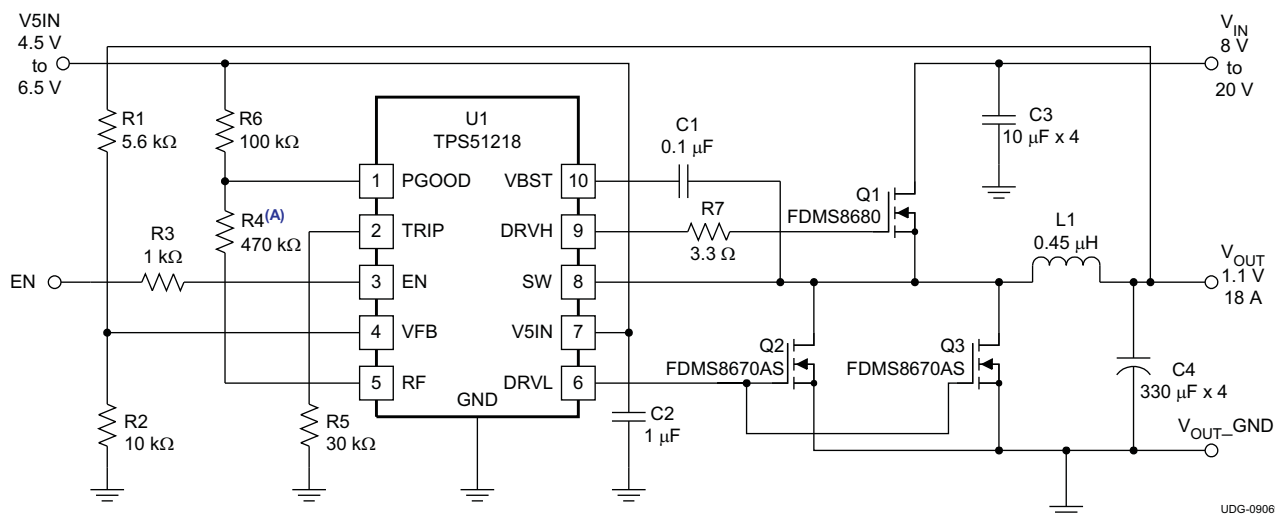 V5IN
4.5 V
to
6.5 V
VIN
8 V
to
20 V
R1
5.6 kΩ
R6
100 kΩ
U1
TPS51218
C1
0.1 µF
C3
10 µF x 4
1 PGOOD
VBST 10
Q1
FDMS8680
R4(A)
470 kΩ
2 TRIP
DRVH 9
R7
3.3 Ω
L1
0.45 µH
R3
1 kΩ
EN
3 EN
SW 8
VOUT
1.1 V
18 A
4 VFB
V5IN 7
Q2
FDMS8670AS
Q3
FDMS8670AS
5 RF
DRVL 6
C4
330 µF x 4
GND
R2
10 kΩ
R5
30 kΩ
C2
1 µF
VOUT_GND
UDG-0906